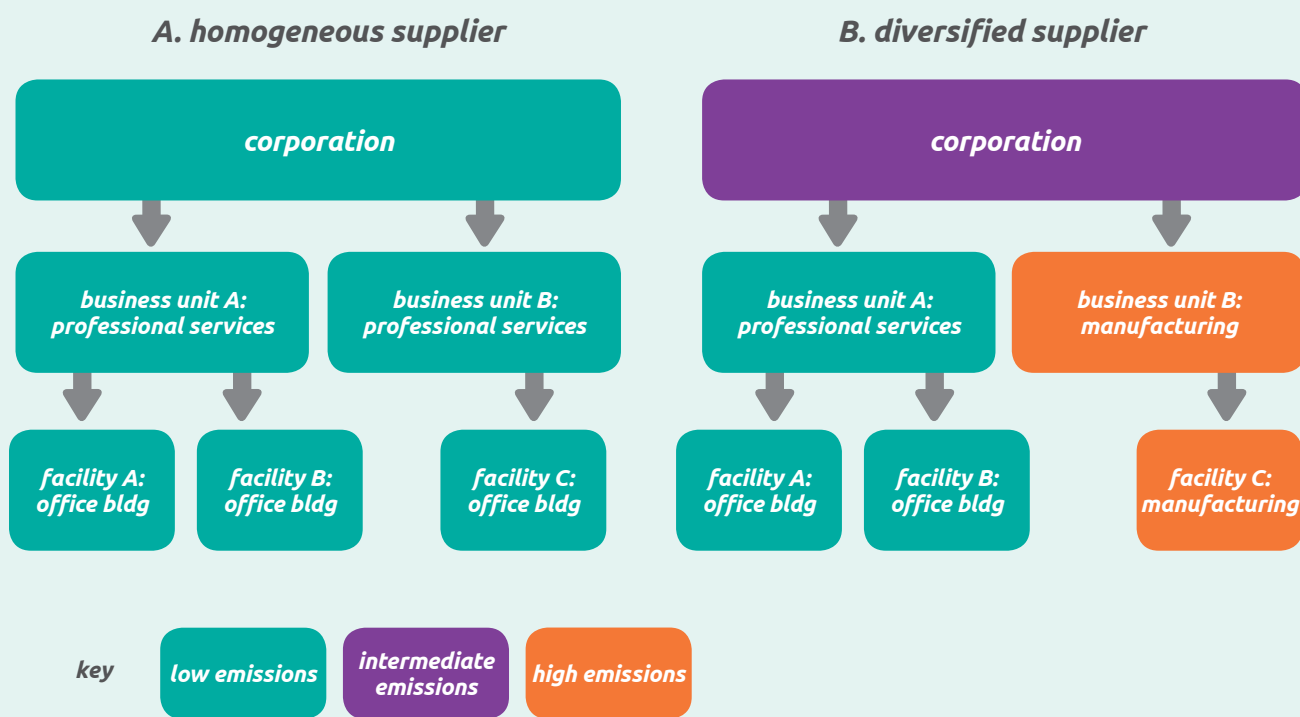 A. homogeneous supplier
B. diversified supplier
corporation
corporation
business unit A:
professional services
business unit B:
professional services
business unit A:
professional services
business unit B:
manufacturing
facility A:
office bldg
facility B:
office bldg
facility C:
office bldg
facility A:
office bldg
facility B:
office bldg
facility C:
manufacturing
key
low emissions
intermediate
emissions
high emissions